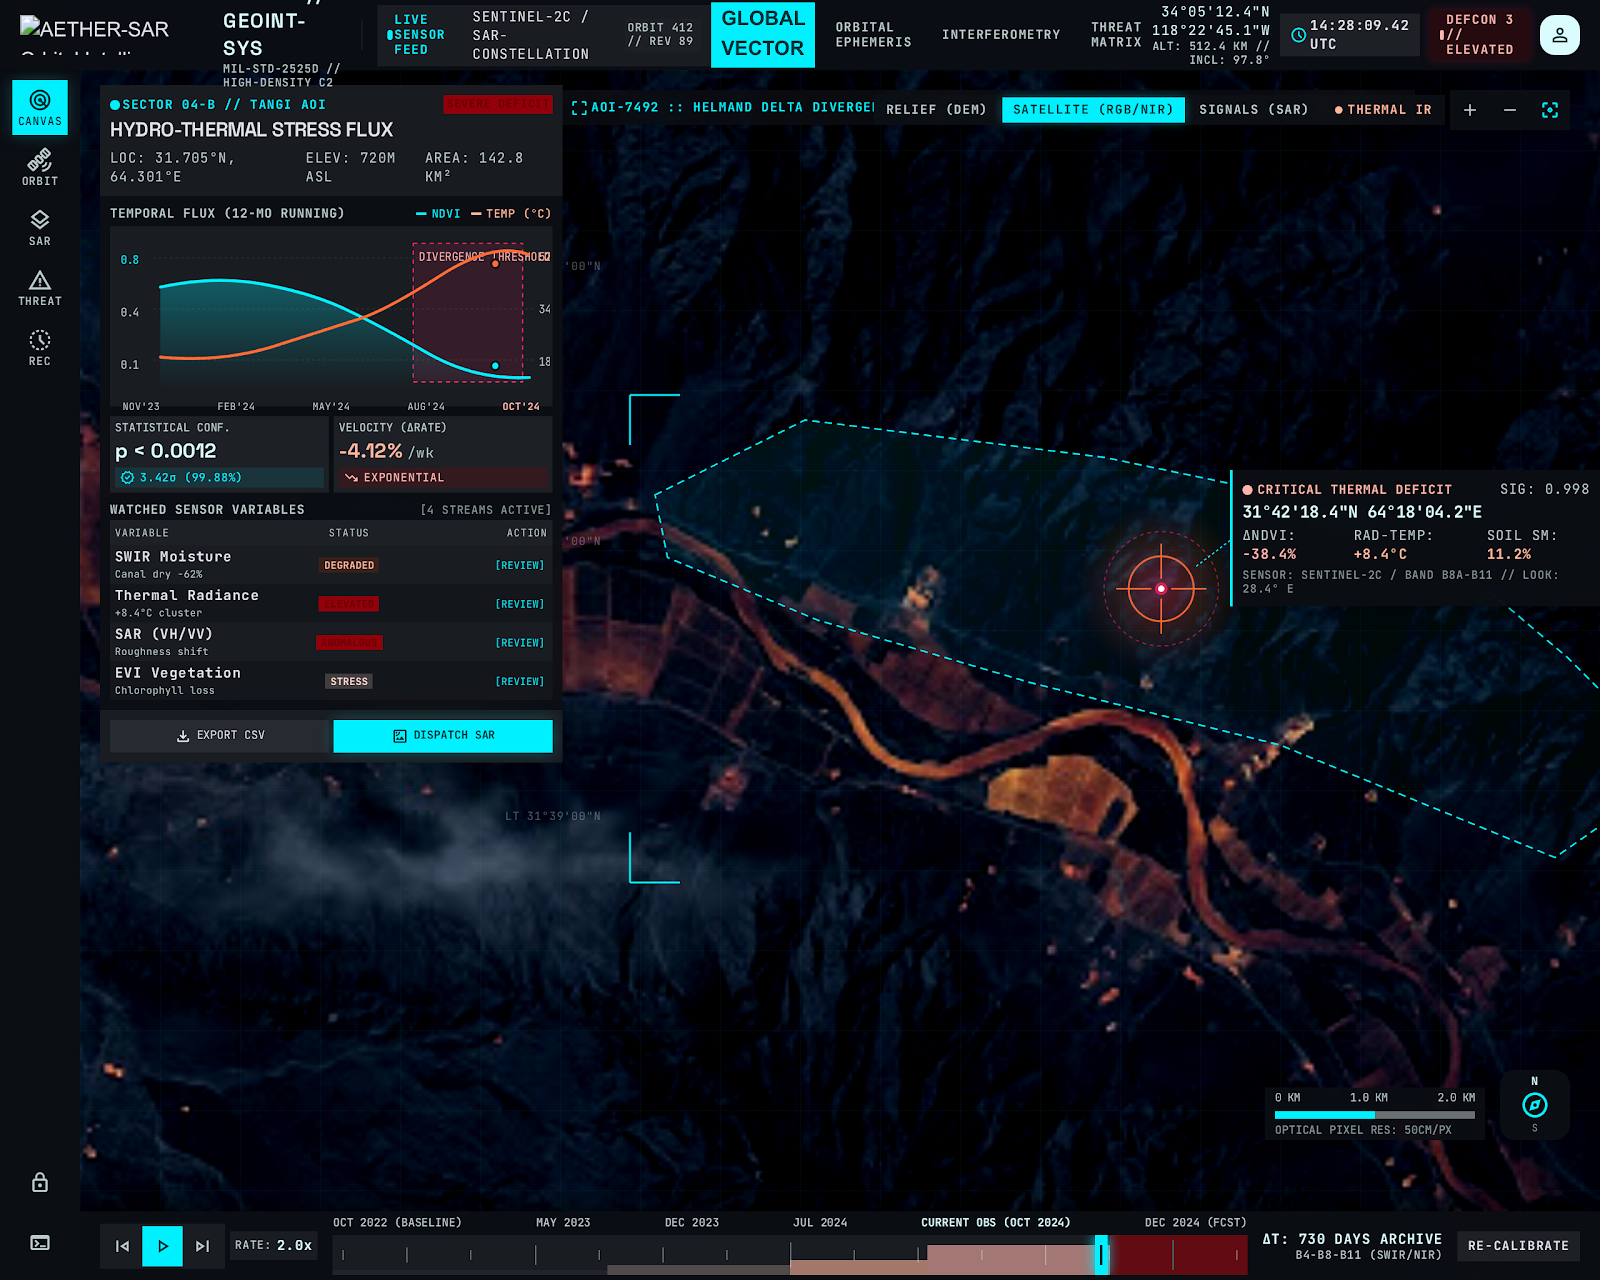 AETHER-SAR
//
GEOINT-
SYS
MIL-STD-2525D //
HIGH-DENSITY C2
LIVE
SENSOR
FEED
SENTINEL-2C /
SAR-
CONSTELLATION
ORBIT 412
// REV 89
GLOBAL
VECTOR
ORBITAL
EPHEMERIS
INTERFEROMETRY
THREAT
MATRIX
34°05'12.4"N
118°22'45.1"W
ALT: 512.4 KM //
INCL: 97.8°
14:28:09.42
UTC
DEFCON 3
//
ELEVATED
CANVAS
ORBIT
SAR
THREAT
REC
SECTOR 04-B // TANGI AOI
SEVERE DEFICIT
HYDRO-THERMAL STRESS FLUX
LOC: 31.705°N,
64.301°E
ELEV: 720M
ASL
AREA: 142.8
KM²
TEMPORAL FLUX (12-MO RUNNING)
NDVI
TEMP (°C)
DIVERGENCE THRESHOLD
0.8
0.4
34
0.1
18
NOV'23
FEB'24
MAY'24
AUG'24
OCT'24
STATISTICAL CONF.
p < 0.0012
3.42σ (99.88%)
VELOCITY (ΔRATE)
-4.12% /wk
EXPONENTIAL
WATCHED SENSOR VARIABLES
[4 STREAMS ACTIVE]
VARIABLE
STATUS
ACTION
SWIR Moisture
Canal dry -62%
DEGRADED
[REVIEW]
Thermal Radiance
+8.4°C cluster
ELEVATED
[REVIEW]
SAR (VH/VV)
Roughness shift
ANOMALOUS
[REVIEW]
EVI Vegetation
Chlorophyll loss
STRESS
[REVIEW]
EXPORT CSV
DISPATCH SAR
AOI-7492 :: HELMAND DELTA
RELIEF (DEM)
SATELLITE (RGB/NIR)
SIGNALS (SAR)
THERMAL IR
'00"N
'00"N
LT 31°39'00"N
CRITICAL THERMAL DEFICIT
SIG: 0.998
31°42'18.4"N 64°18'04.2"E
ΔNDVI:
-38.4%
RAD-TEMP:
+8.4°C
SOIL SM:
11.2%
SENSOR: SENTINEL-2C / BAND B8A-B11 // LOOK:
28.4° E
0 KM
1.0 KM
2.0 KM
OPTICAL PIXEL RES: 50CM/PX
N
S
RATE: 2.0x
OCT 2022 (BASELINE)
MAY 2023
DEC 2023
JUL 2024
CURRENT OBS (OCT 2024)
DEC 2024 (FCST)
ΔT: 730 DAYS ARCHIVE
B4-B8-B11 (SWIR/NIR)
RE-CALIBRATE